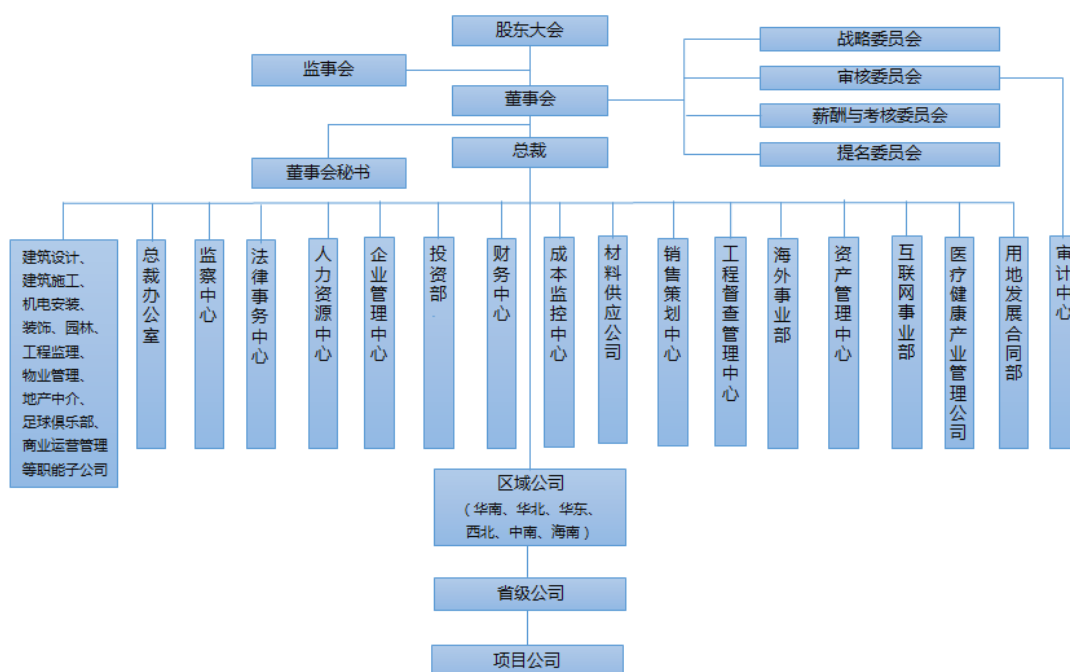 股东大会
监事会
董事会
战略委员会
审核委员会
薪酬与考核委员会
提名委员会
总裁
董事会秘书
建筑设计、
建筑施工、
机电安装、
装饰、园林、
工程监理、
物业管理、
地产中介、
足球俱乐部、
商业运营管理
等职能子公司
总裁办公室
监察中心
法律事务中心
人力资源中心
企业管理中心
投资部
财务中心
成本监控中心
材料供应公司
销售策划中心
工程督查管理中心
海外事业部
资产管理中心
互联网事业部
医疗健康产业管理公司
用地发展合同部
审计中心
区域公司
（华南、华北、华东、
西北、中南、海南）
省级公司
项目公司